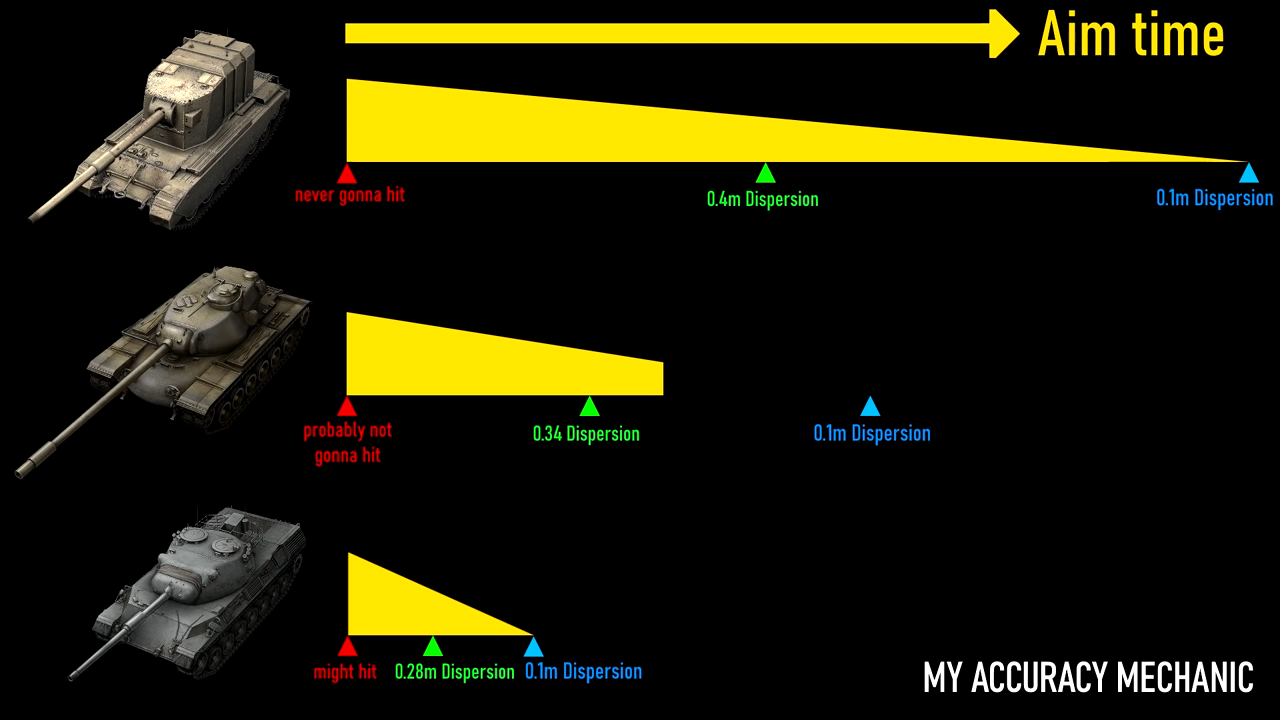 Aim time
never gonna hit
0.4m Dispersion
0.1m Dispersion
probably not
gonna hit
0.34 Dispersion
0.1m Dispersion
might hit
0.28m Dispersion
0.1m Dispersion
MY ACCURACY MECHANIC